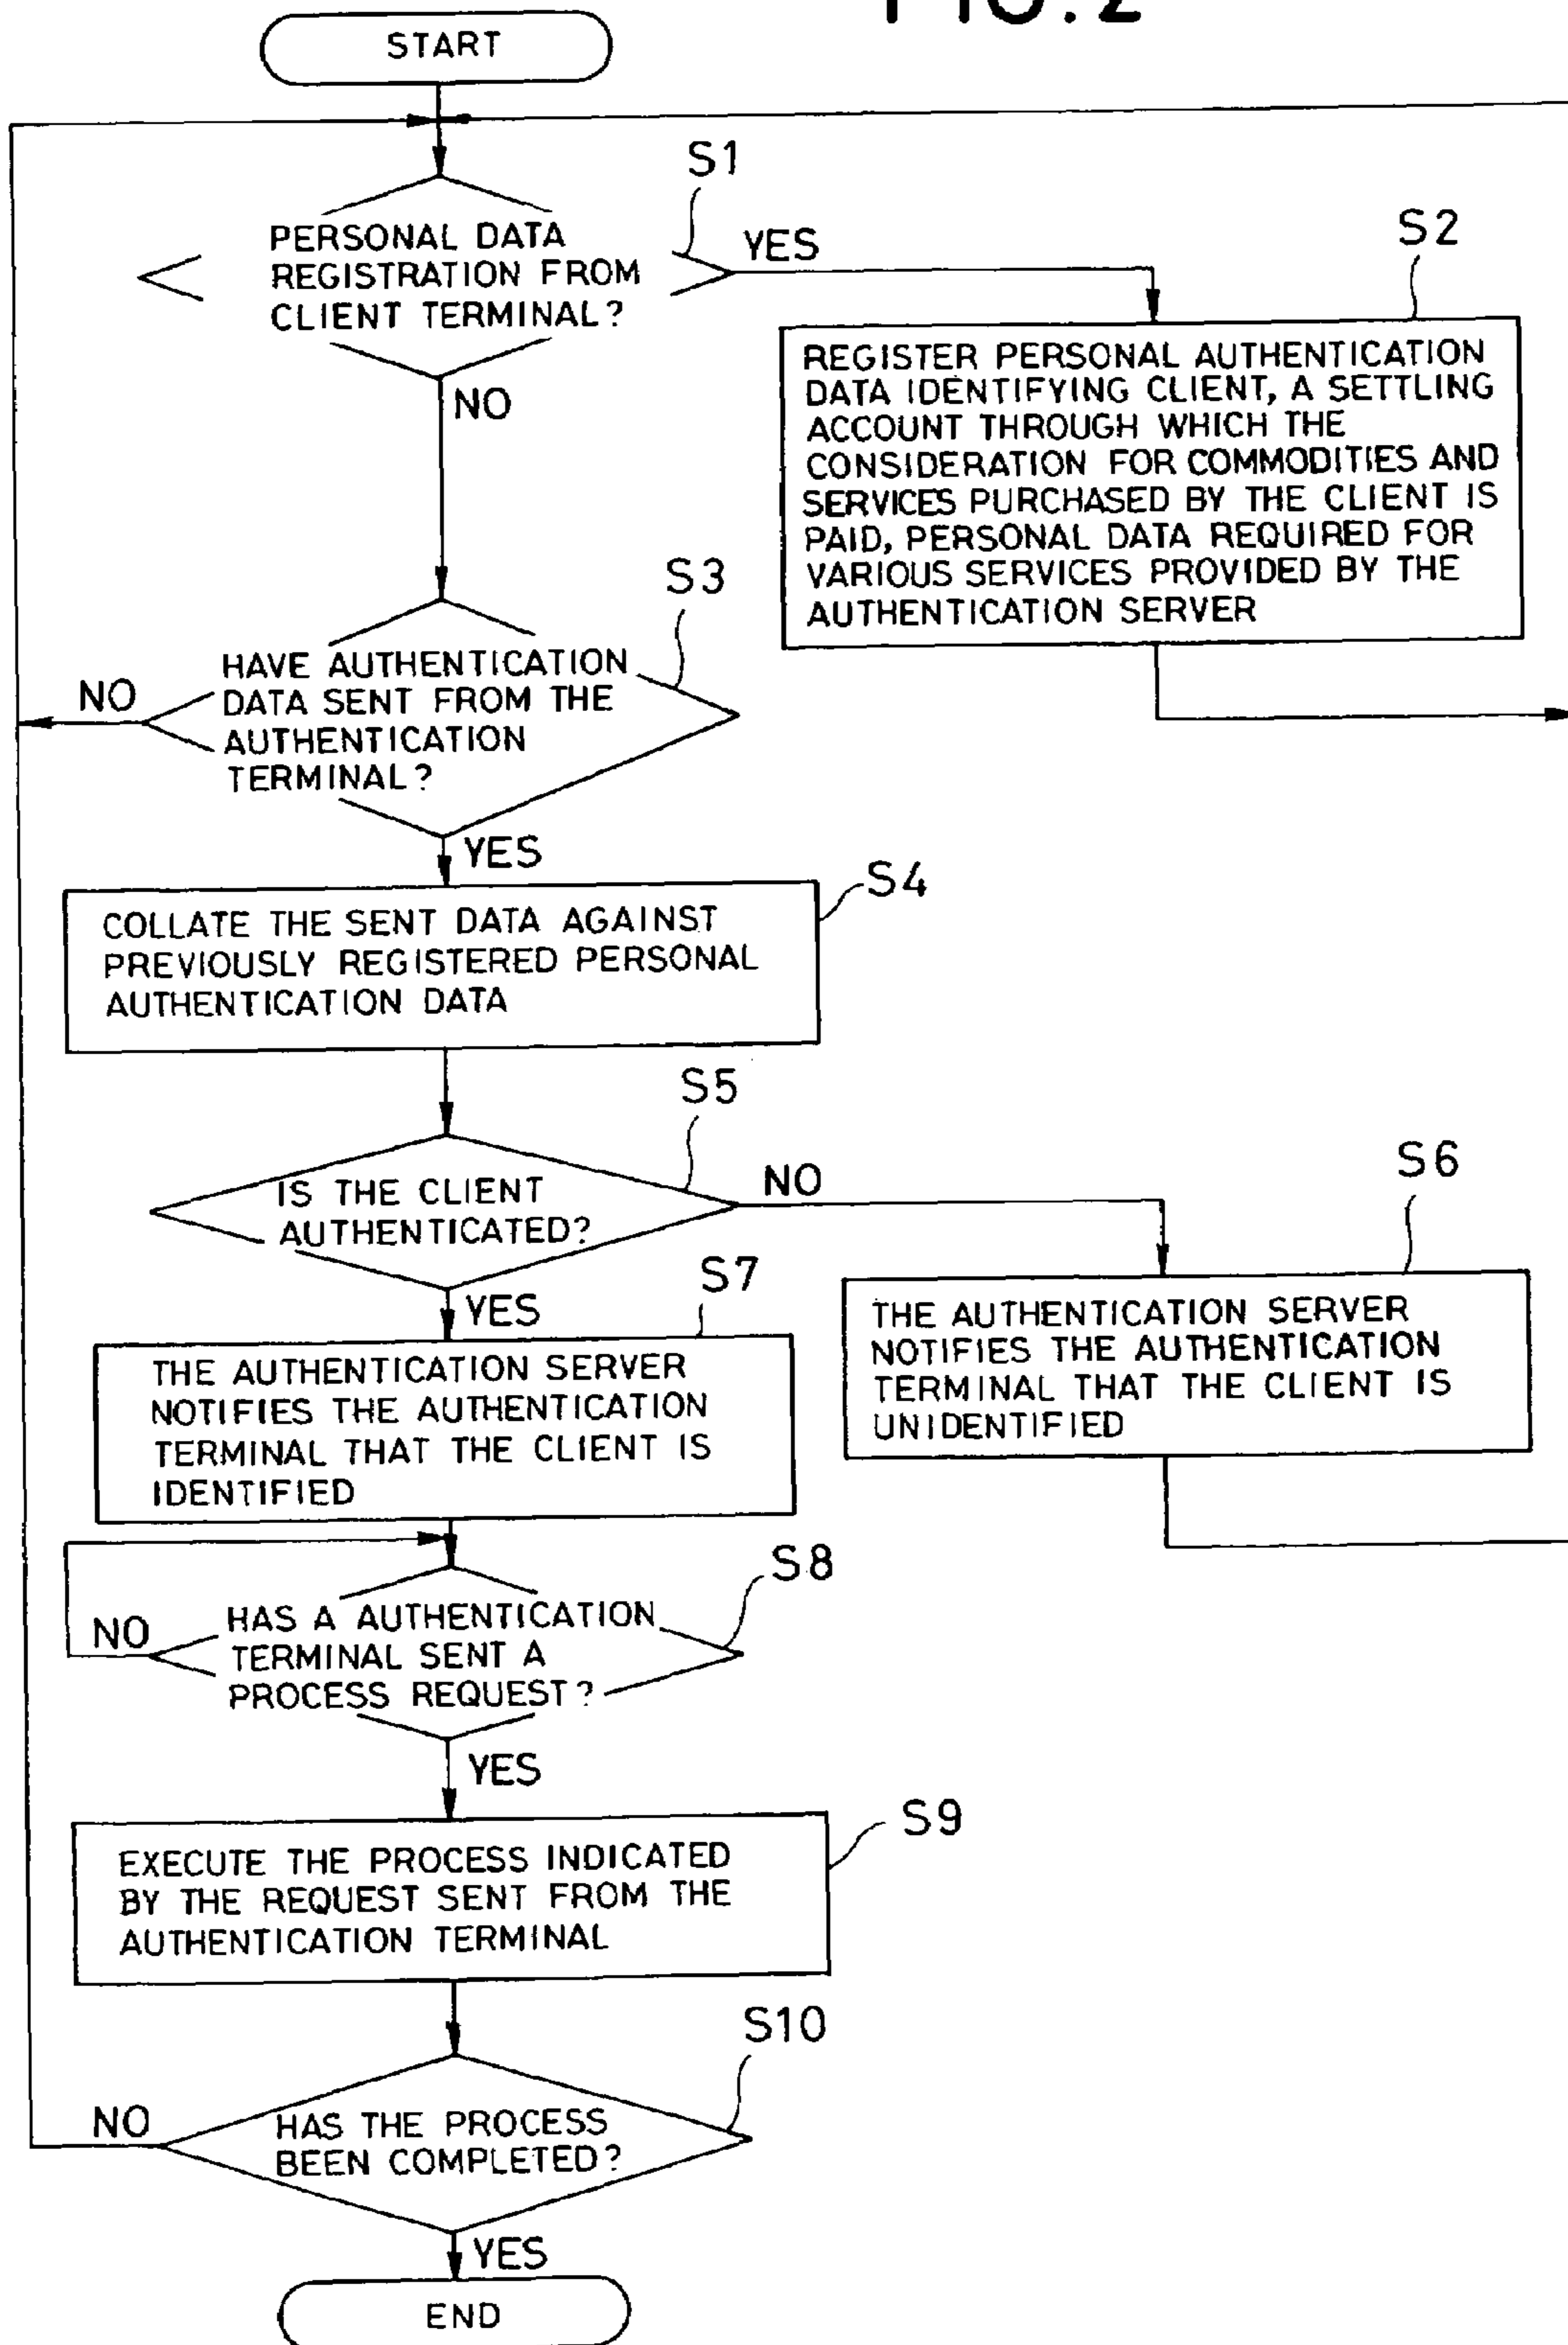 FIG. 2
START
S1
PERSONAL DATA
REGISTRATION FROM
CLIENT TERMINAL?
YES
NO
S2
REGISTER PERSONAL AUTHENTICATION
DATA IDENTIFYING CLIENT, A SETTLING
ACCOUNT THROUGH WHICH THE
CONSIDERATION FOR COMMODITIES AND
SERVICES PURCHASED BY THE CLIENT IS
PAID, PERSONAL DATA REQUIRED FOR
VARIOUS SERVICES PROVIDED BY THE
AUTHENTICATION SERVER
S3
HAVE AUTHENTICATION
DATA SENT FROM THE
AUTHENTICATION
TERMINAL?
NO
YES
S4
COLLATE THE SENT DATA AGAINST
PREVIOUSLY REGISTERED PERSONAL
AUTHENTICATION DATA
S5
IS THE CLIENT
AUTHENTICATED?
NO
YES
S6
THE AUTHENTICATION SERVER
NOTIFIES THE AUTHENTICATION
TERMINAL THAT THE CLIENT IS
UNIDENTIFIED
S7
THE AUTHENTICATION SERVER
NOTIFIES THE AUTHENTICATION
TERMINAL THAT THE CLIENT IS
IDENTIFIED
S8
HAS A AUTHENTICATION
TERMINAL SENT A
PROCESS REQUEST?
NO
YES
S9
EXECUTE THE PROCESS INDICATED
BY THE REQUEST SENT FROM THE
AUTHENTICATION TERMINAL
S10
HAS THE PROCESS
BEEN COMPLETED?
NO
YES
END